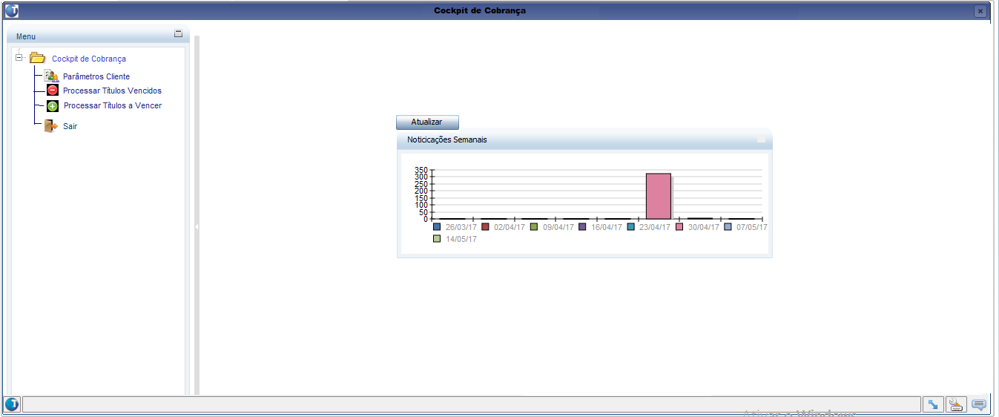 Cockpit de Cobrança
Menu
Cockpit de Cobrança
Parâmetros Cliente
Processar Títulos Vencidos
Processar Títulos a Vencer
Sair
Atualizar
Noticicações Semanais
350
300
250
200
150
100
50
0
26/03/17 02/04/17 09/04/17 16/04/17 23/04/17 30/04/17 07/05/17
14/05/17
Ativar o Windows